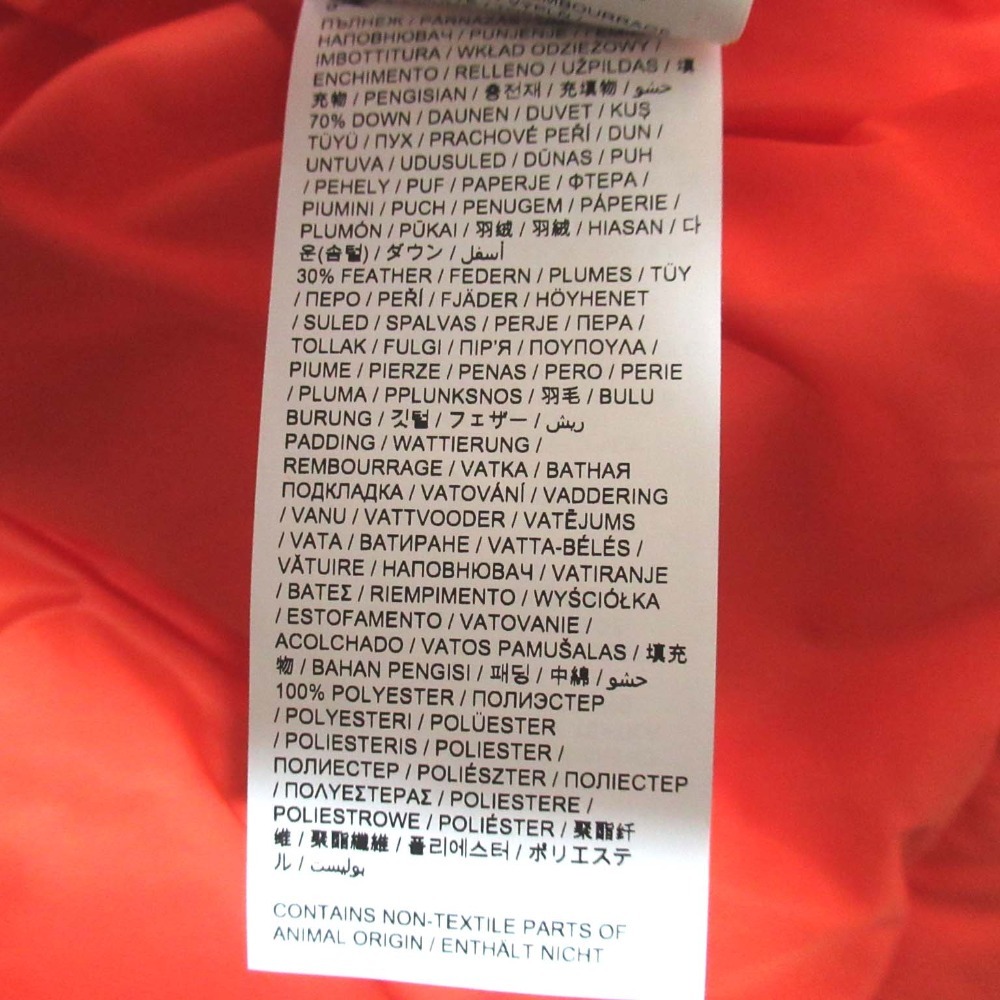 НАПОВНЮВАЧ / PUNJENJE /
IMBOTTITURA / WKŁAD ODZIEŻOWY /
ENCHIMENTO / RELLENO / UŽPILDAS / 填
充物 / PENGISIAN / 충전재 / 充填物 / حشو
70% DOWN / DAUNEN / DUVET / KUŞ
TÜYÜ / ПУХ / PRACHOVÉ PEŘÍ / DUN /
UNTUVA / UDUSULED / DŪNAS / PUH
/ PEHELY / PUF / PAPERJE / ΦΤΕΡΑ /
PIUMINI / PUCH / PENUGEM / PÁPERIE /
PLUMÓN / PŪKAI / 羽绒 / 羽絨 / HIASAN / 다
운(솜털) / ダウン / أسفل
30% FEATHER / FEDERN / PLUMES / TÜY
/ ПЕРО / PEŘÍ / FJÄDER / HÖYHENET
/ SULED / SPALVAS / PERJE / ПЕРА /
TOLLAK / FULGI / ПІР'Я / ΠΟΥΠΟΥΛΑ /
PIUME / PIERZE / PENAS / PERO / PERIE
/ PLUMA / PPLUNKSNOS / 羽毛 / BULU
BURUNG / 깃털 / フェザー / ريش
PADDING / WATTIERUNG /
REMBOURRAGE / VATKA / ВАТНАЯ
ПОДКЛАДКА / VATOVÁNÍ / VADDERING
/ VANU / VATTVOODER / VATĒJUMS
/ VATA / ВАТИРАНЕ / VATTA-BÉLÉS /
VĂTUIRE / НАПОВНЮВАЧ / VATIRANJE
/ ΒΑΤΕΣ / RIEMPIMENTO / WYŚCIÓŁKA
/ ESTOFAMENTO / VATOVANIE /
ACOLCHADO / VATOS PAMUŠALAS / 填充
物 / BAHAN PENGISI / 패딩 / 中綿 / حشو
100% POLYESTER / ПОЛИЭСТЕР
/ POLYESTERI / POLÜESTER
/ POLIESTERIS / POLIESTER /
ПОЛИЕСТЕР / POLIÉSZTER / ПОЛІЕСТЕР
/ ΠΟΛΥΕΣΤΕΡΑΣ / POLIESTERE /
POLIESTROWE / POLIÉSTER / 聚酯纤
维 / 聚酯纖維 / 폴리에스터 / ポリエステ
ル / بوليست
CONTAINS NON-TEXTILE PARTS OF
ANIMAL ORIGIN / ENTHÄLT NICHT